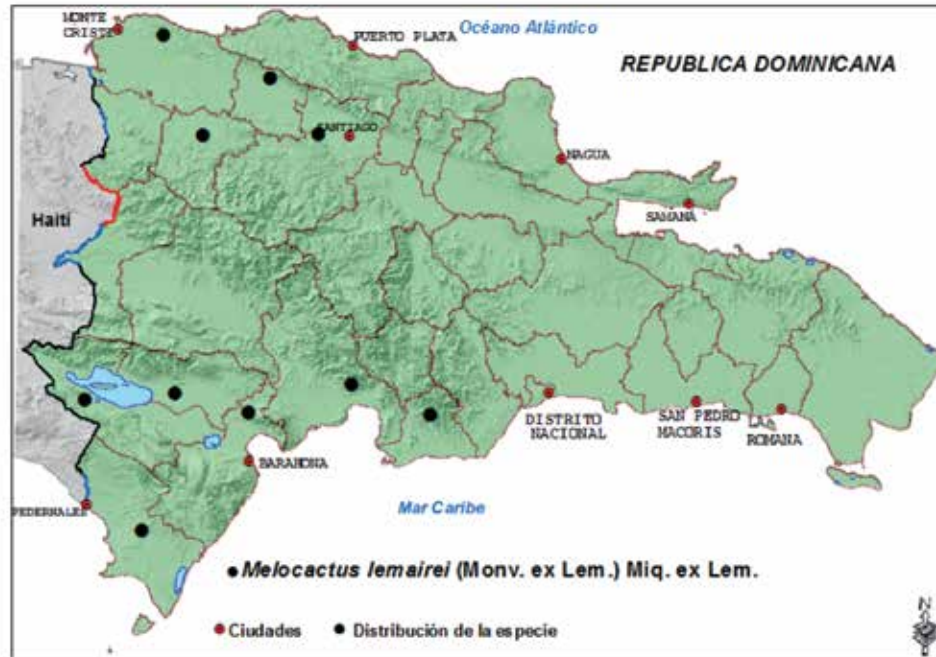 MONTE
CRISTI
Océano Atlántico
PUERTO PLATA
REPUBLICA DOMINICANA
SANTIAGO
NAGUA
SAMANA
Haití
DISTRITO
NACIONAL
SAN PEDRO
MACORIS
LA
ROMANA
BARAHONA
PEDERNALES
Mar Caribe
Melocactus lemairei (Monv. ex Lem.) Miq. ex Lem.
Ciudades
Distribución de la especie
N